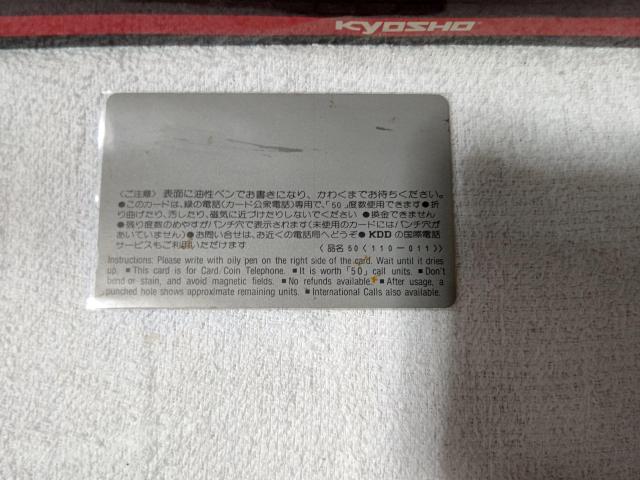 KYOSHO
〈ご注意〉 表面に油性ペンでお書きになり、かわくまでお待ちください。
●このカードは、緑の電話(カード公衆電話)専用で、「50」度数使用できます●折
り曲げたり、汚したり、磁気に近づけたりしないでください ●換金できません
●残り度数のめやすがパンチ穴で表示されます(未使用のカードにはパンチ穴が
あいていません)●お問い合せは、お近くの電話局へどうぞ● KDD の国際電話
サービスもご利用いただけます
〈品名 50〈110-011〉〉
Instructions: Please write with oily pen on the right side of the card. Wait until it dries
up. ■This card is for Card/Coin Telephone. ■It is worth「50」call units. ■Don't
bend or stain, and avoid magnetic fields. ■No refunds available. ■After usage, a
punched hole shows approximate remaining units. ■International Calls also available.